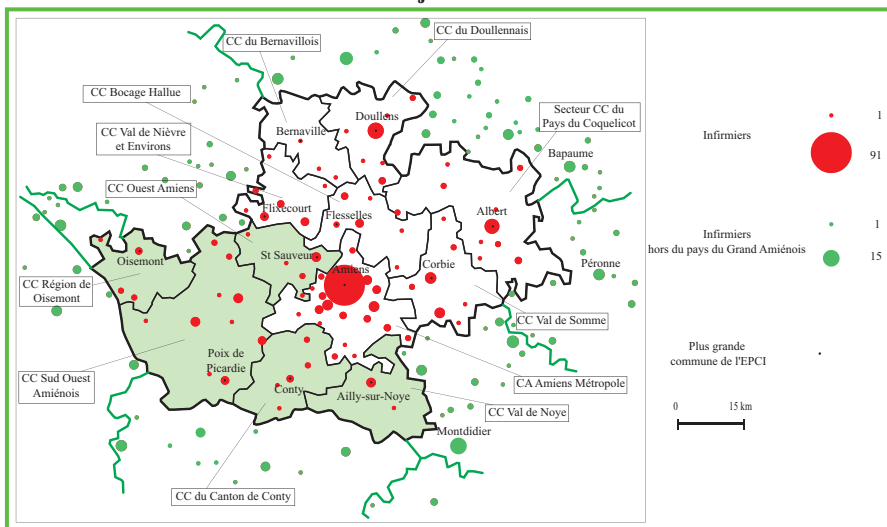 CC du Bernavillois
CC du Doullennais
CC Bocage Hallue
CC Val de Nièvre
et Environs
CC Ouest Amiens
Secteur CC du
Pays du Coquelicot
Doullens
Bernaville
Bapaume
Flixecourt
Flesselles
Albert
Oisemont
St Sauveur
Amiens
Corbie
Péronne
CC Région de
Oisemont
CC Val de Somme
Poix de
Picardie
CC Sud Ouest
Amiénois
Conty
Ailly-sur-Noye
CA Amiens Métropole
CC Val de Noye
Montdidier
CC du Canton de Conty
Infirmiers
1
91
Infirmiers
hors du pays du Grand Amiénois
1
15
Plus grande
commune de l'EPCI
0 15 km